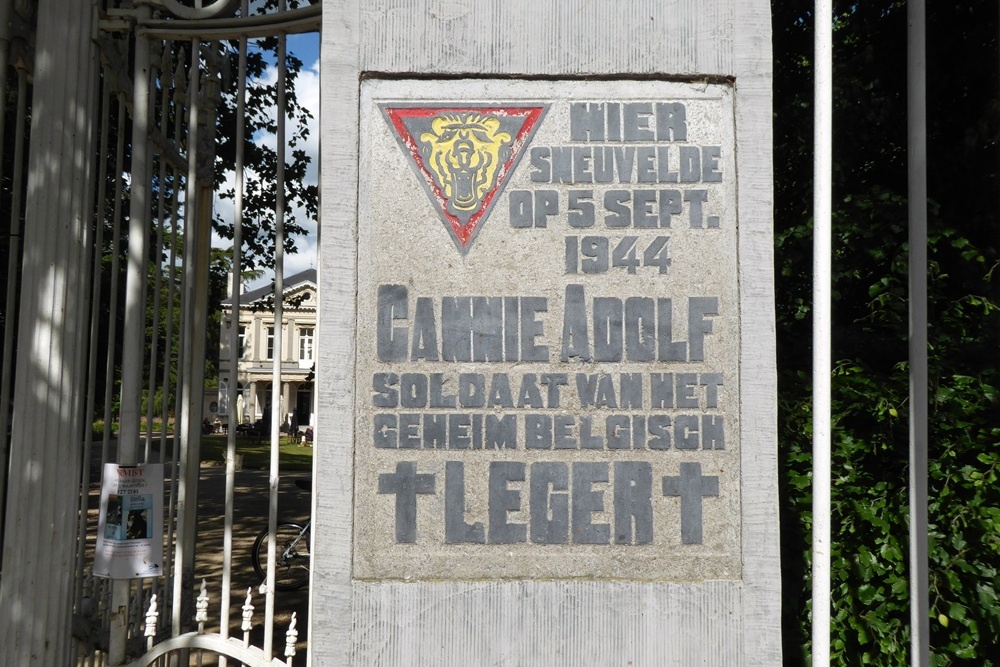 HIER
SNEUVELDE
OP 5 SEPT.
1944
CANNIE ADOLF
SOLDAAT VAN HET
GEHEIM BELGISCH
† LEGER †